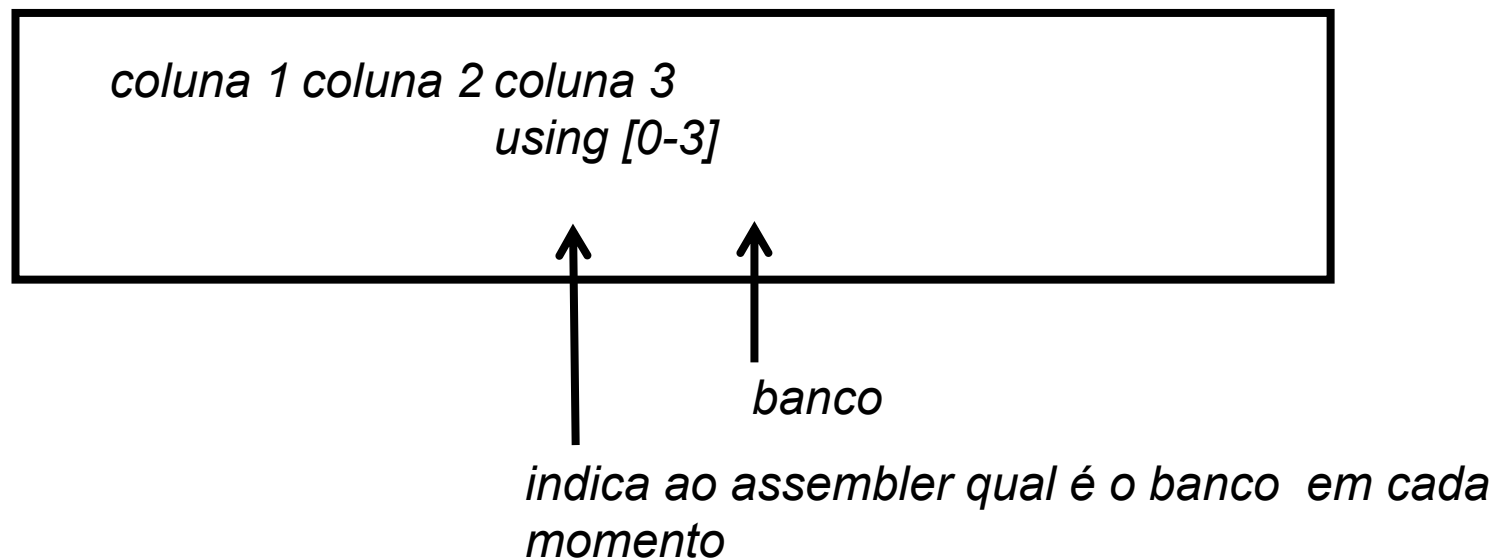 coluna 1 coluna 2 coluna 3
using [0-3]
banco
indica ao assembler qual é o banco em cada
momento